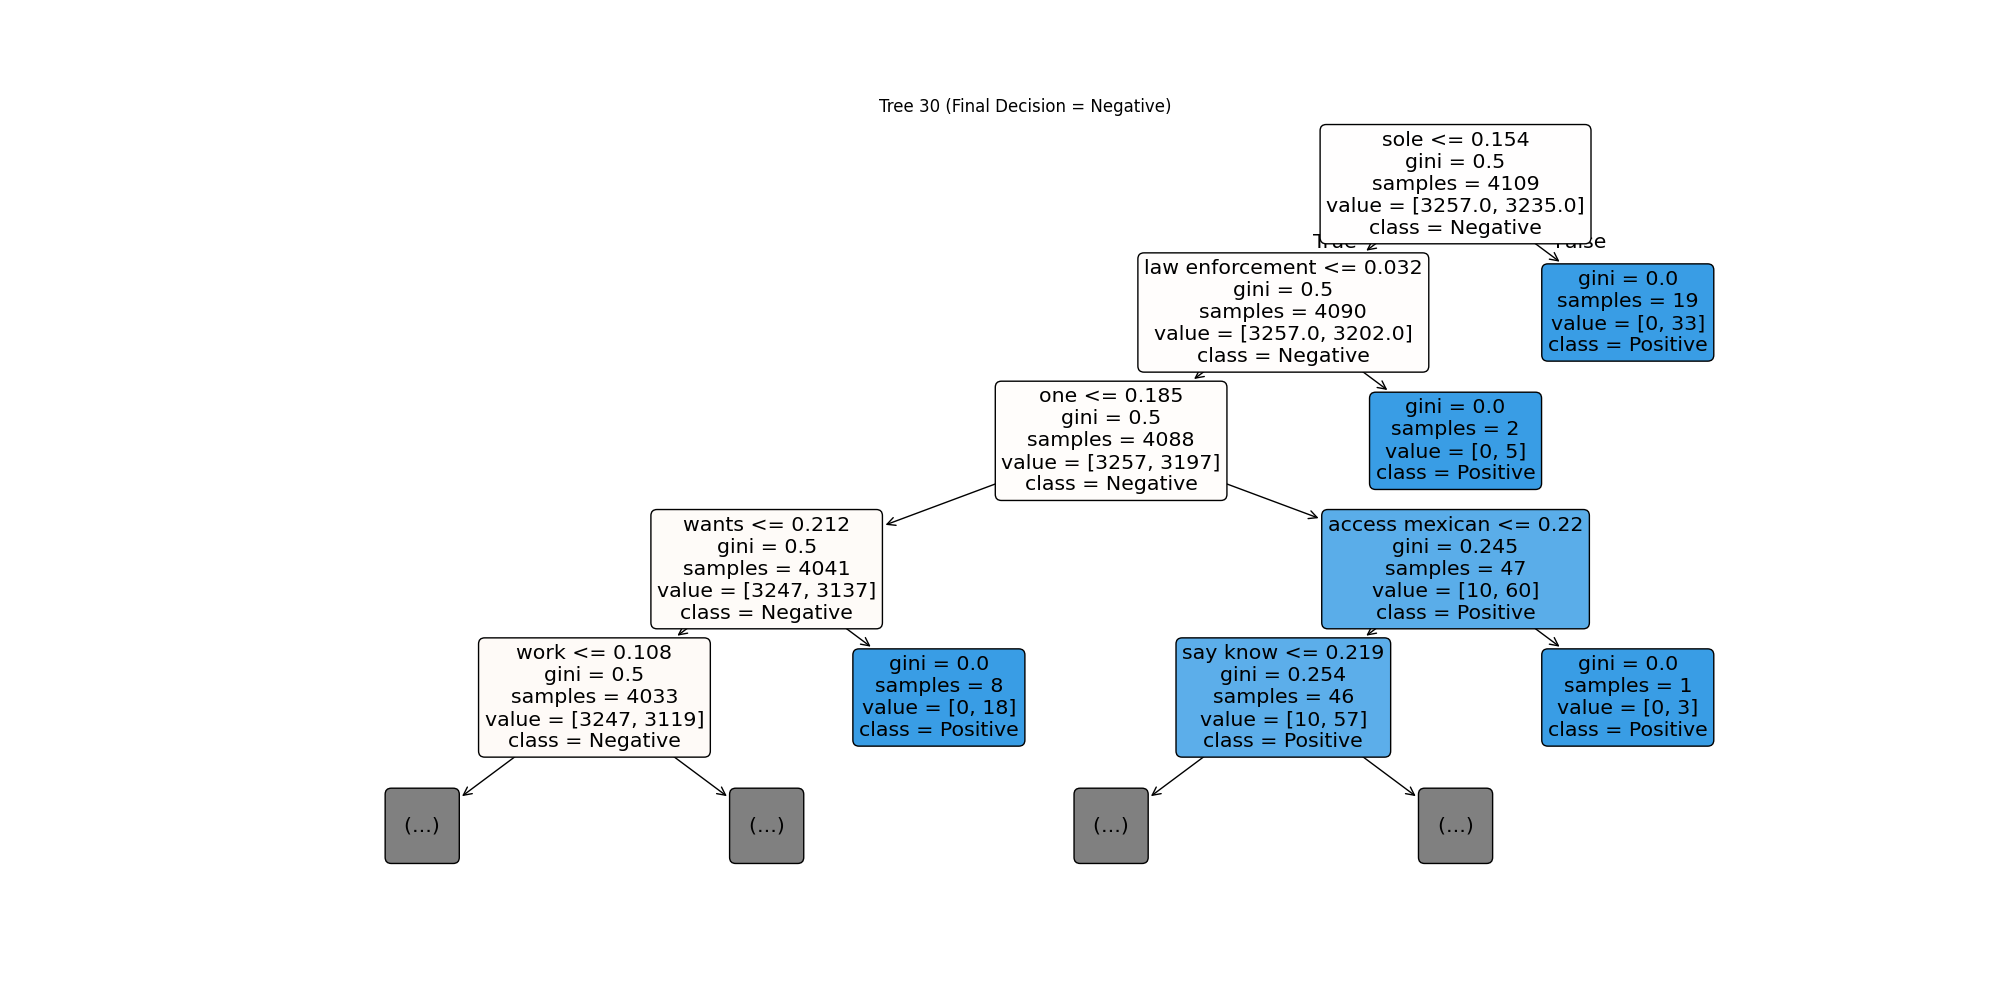 Tree 30 (Final Decision = Negative)
sole <= 0.154
gini = 0.5
samples = 4109
value = [3257.0, 3235.0]
class = Negative
True
False
law enforcement <= 0.032
gini = 0.5
samples = 4090
value = [3257.0, 3202.0]
class = Negative
gini = 0.0
samples = 19
value = [0, 33]
class = Positive
one <= 0.185
gini = 0.5
samples = 4088
value = [3257, 3197]
class = Negative
gini = 0.0
samples = 2
value = [0, 5]
class = Positive
wants <= 0.212
gini = 0.5
samples = 4041
value = [3247, 3137]
class = Negative
access mexican <= 0.22
gini = 0.245
samples = 47
value = [10, 60]
class = Positive
work <= 0.108
gini = 0.5
samples = 4033
value = [3247, 3119]
class = Negative
gini = 0.0
samples = 8
value = [0, 18]
class = Positive
say know <= 0.219
gini = 0.254
samples = 46
value = [10, 57]
class = Positive
gini = 0.0
samples = 1
value = [0, 3]
class = Positive
(...)
(...)
(...)
(...)